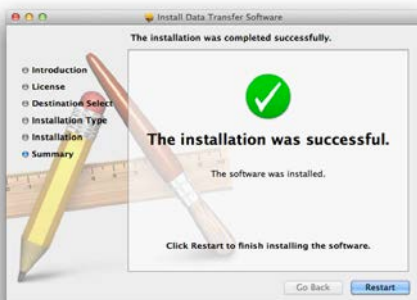 Install Data Transfer Software
The installation was completed successfully.
Introduction
License
Destination Select
Installation Type
Installation
Summary
The installation was successful.
The software was installed.
Click Restart to finish installing the software.
Go Back
Restart